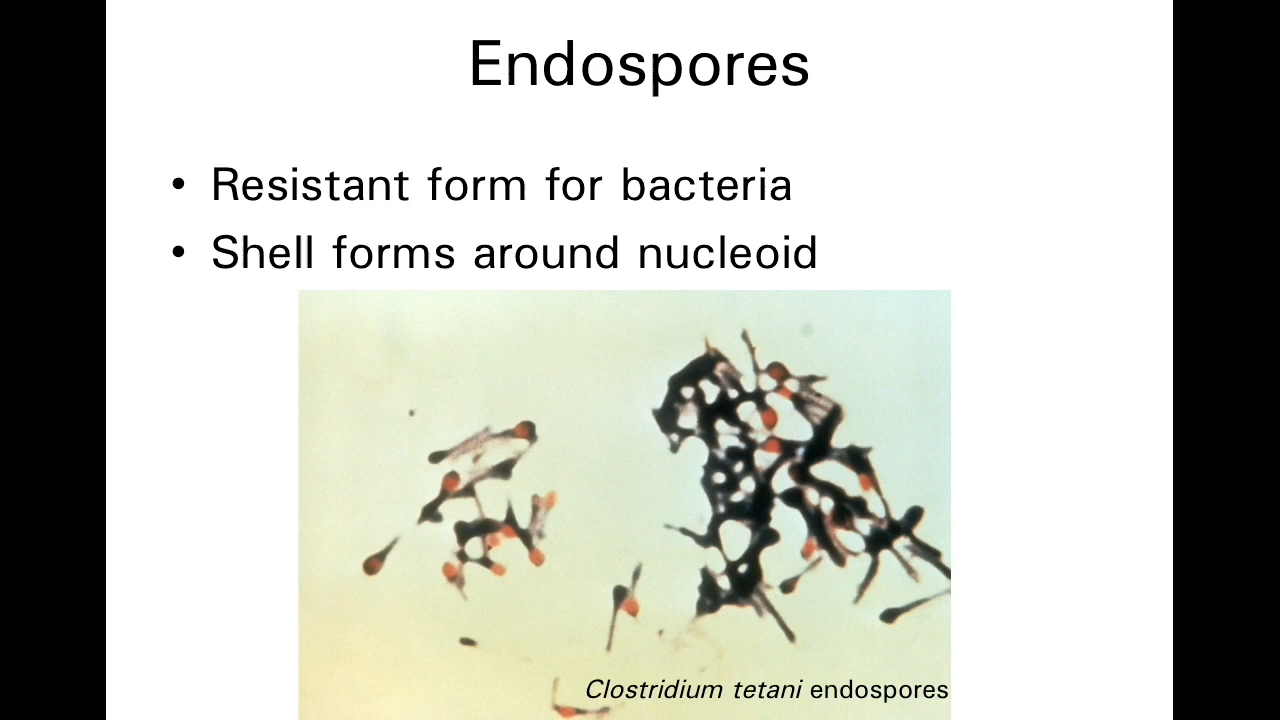 Endospores
• Resistant form for bacteria
• Shell forms around nucleoid
Clostridium tetani endospores